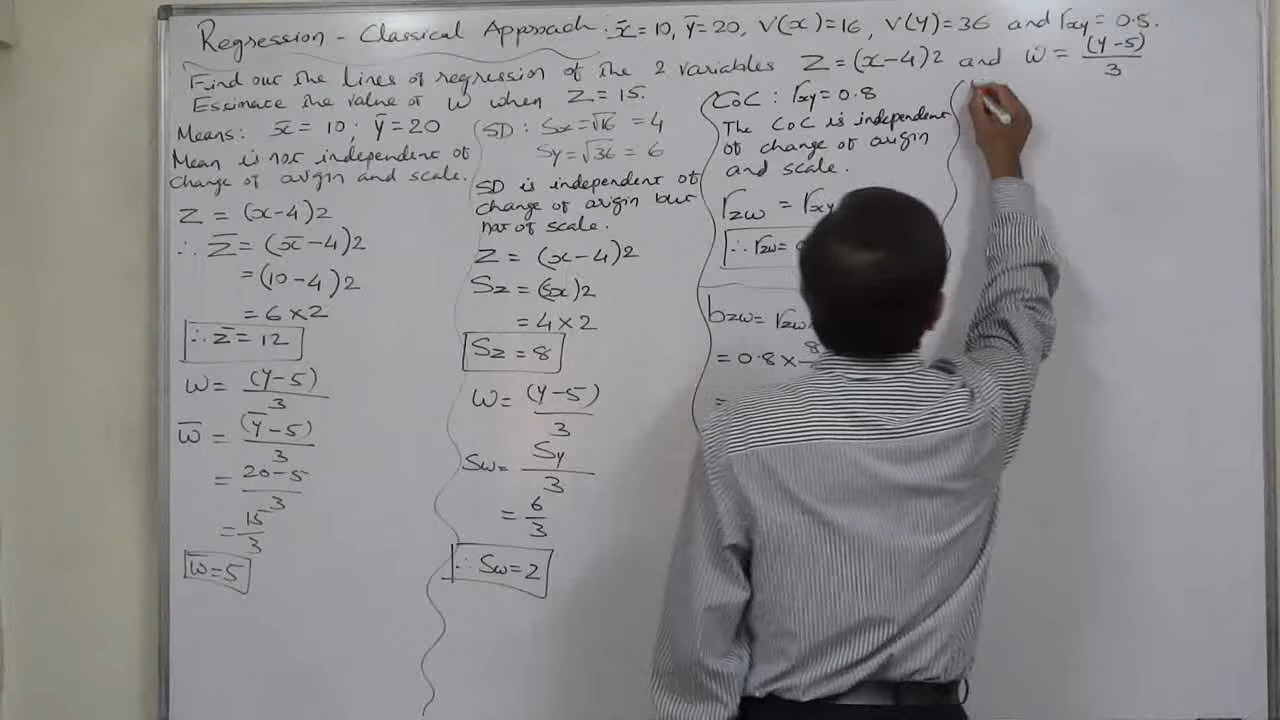 Regression - Classical Approach : x̄ = 10, ȳ = 20, V(x) = 16, V(Y) = 36 and rxy = 0.8.
Find out the lines of regression of the 2 variables Z = (x-4)2 and W = (Y-5)/3
Estimate the value of W when Z = 15.
Means: x̄ = 10; ȳ = 20
Mean is not independent of
change of origin and scale.
Z = (x-4)2
∴ Z̄ = (x̄-4)2
= (10-4)2
= 6×2
∴ Z̄ = 12
W = (Y-5)/3
W̄ = (Ȳ-5)/3
= 20-5/3
= 15/3
W̄ = 5
SD : Sx = √16 = 4
Sy = √36 = 6
SD is independent of
change of origin but
not of scale.
Z = (x-4)2
Sz = (Sx)2
= 4×2
Sz = 8
W = (Y-5)/3
Sw = Sy/3
= 6/3
∴ Sw = 2
CoC : rxy = 0.8
The CoC is independent
of change of origin
and scale.
rzw = rxy
∴ rzw =
bzw = rzw
= 0.8 × 8
=